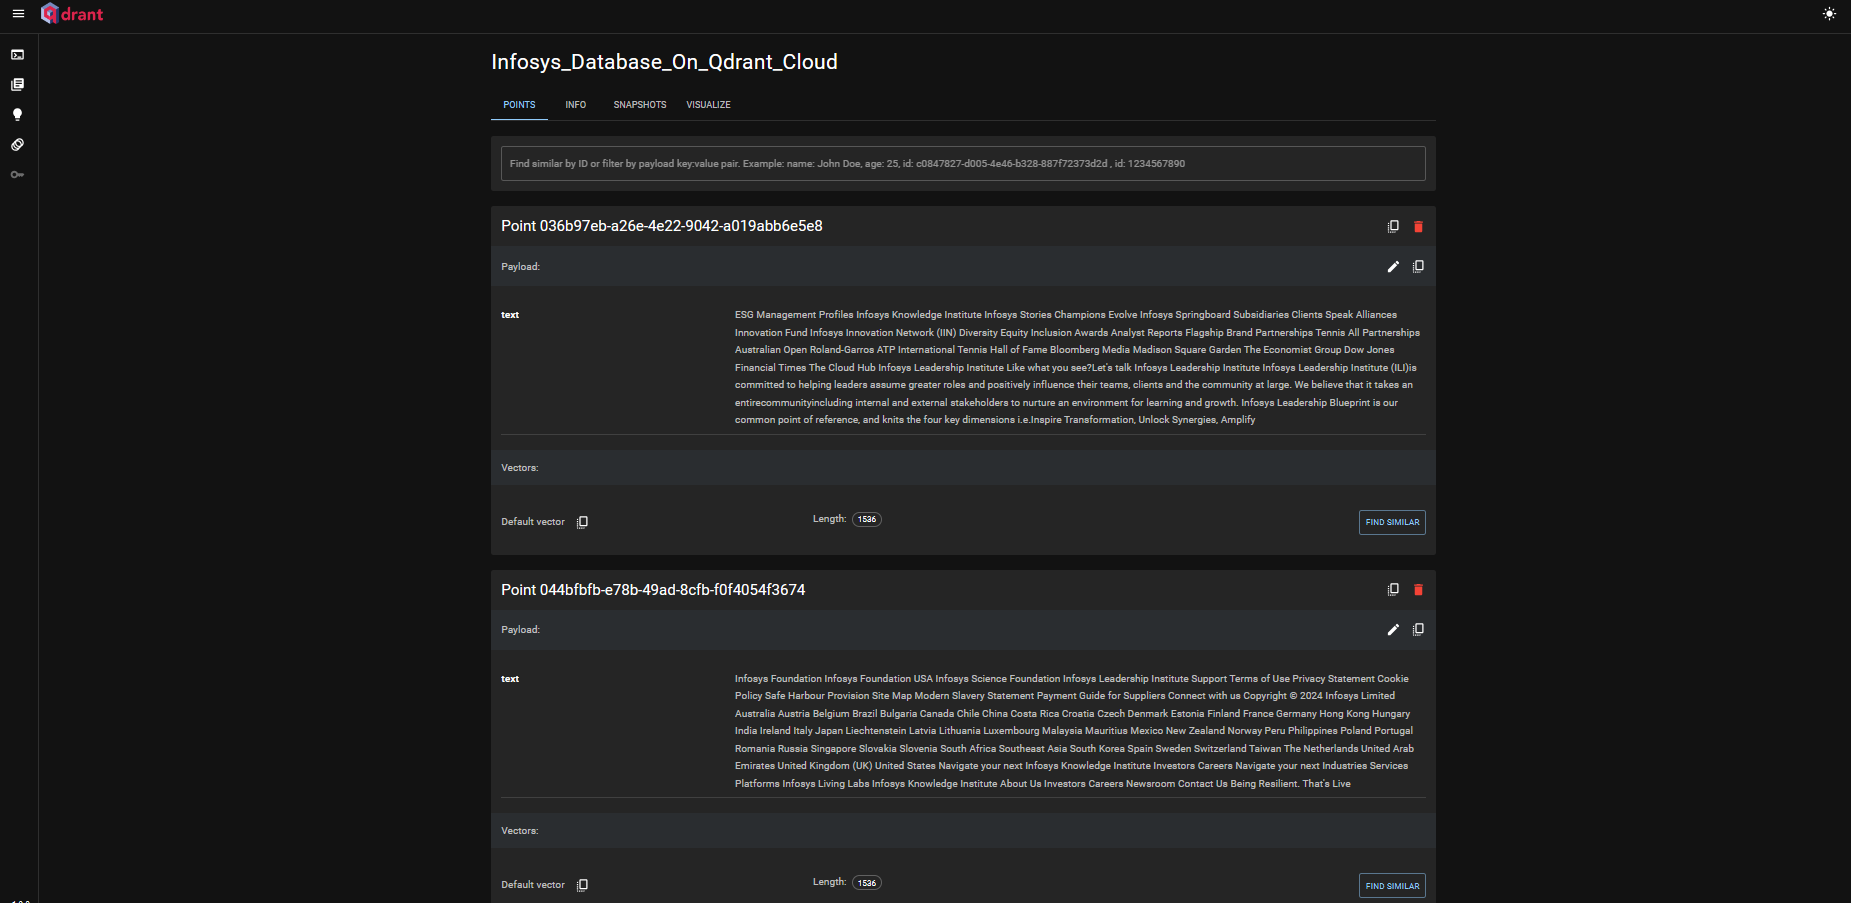 qdrant
Infosys_Database_On_Qdrant_Cloud
POINTS INFO SNAPSHOTS VISUALIZE
Find similar by ID or filter by payload key:value pair. Example: name: John Doe, age: 25, id: c0847827-d005-4e46-b328-887f72373d2d , id: 1234567890
Point 036b97eb-a26e-4e22-9042-a019abb6e5e8
Payload:
text
ESG Management Profiles Infosys Knowledge Institute Infosys Stories Champions Evolve Infosys Springboard Subsidiaries Clients Speak Alliances
Innovation Fund Infosys Innovation Network (IIN) Diversity Equity Inclusion Awards Analyst Reports Flagship Brand Partnerships Tennis All Partnerships
Australian Open Roland-Garros ATP International Tennis Hall of Fame Bloomberg Media Madison Square Garden The Economist Group Dow Jones
Financial Times The Cloud Hub Infosys Leadership Institute Like what you see?Let's talk Infosys Leadership Institute Infosys Leadership Institute (ILI)is
committed to helping leaders assume greater roles and positively influence their teams, clients and the community at large. We believe that it takes an
entirecommunityincluding internal and external stakeholders to nurture an environment for learning and growth. Infosys Leadership Blueprint is our
common point of reference, and knits the four key dimensions i.e.Inspire Transformation, Unlock Synergies, Amplify
Vectors:
Default vector Length: 1536 FIND SIMILAR
Point 044bfbfb-e78b-49ad-8cfb-f0f4054f3674
Payload:
text
Infosys Foundation Infosys Foundation USA Infosys Science Foundation Infosys Leadership Institute Support Terms of Use Privacy Statement Cookie
Policy Safe Harbour Provision Site Map Modern Slavery Statement Payment Guide for Suppliers Connect with us Copyright © 2024 Infosys Limited
Australia Austria Belgium Brazil Bulgaria Canada Chile China Costa Rica Croatia Czech Denmark Estonia Finland France Germany Hong Kong Hungary
India Ireland Italy Japan Liechtenstein Latvia Lithuania Luxembourg Malaysia Mauritius Mexico New Zealand Norway Peru Philippines Poland Portugal
Romania Russia Singapore Slovakia Slovenia South Africa Southeast Asia South Korea Spain Sweden Switzerland Taiwan The Netherlands United Arab
Emirates United Kingdom (UK) United States Navigate your next Infosys Knowledge Institute Investors Careers Navigate your next Industries Services
Platforms Infosys Living Labs Infosys Knowledge Institute About Us Investors Careers Newsroom Contact Us Being Resilient. That's Live
Vectors:
Default vector Length: 1536 FIND SIMILAR